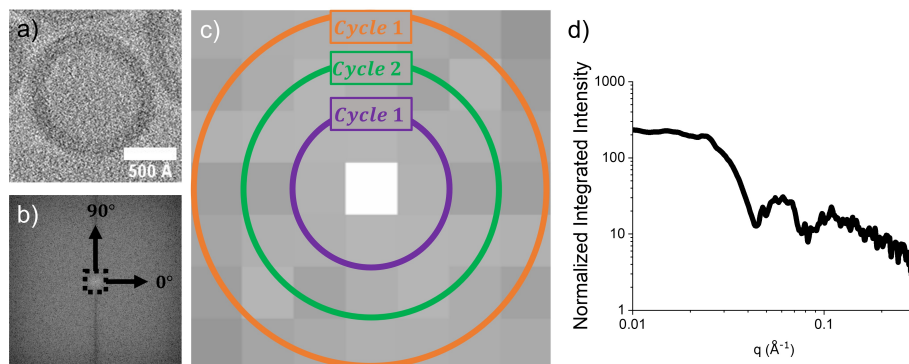 a)
500 Å
b)
90°
0°
c)
Cycle 1
Cycle 2
Cycle 1
d)
Normalized Integrated Intensity
1000
100
10
1
0.01
0.1
q (Å⁻¹)